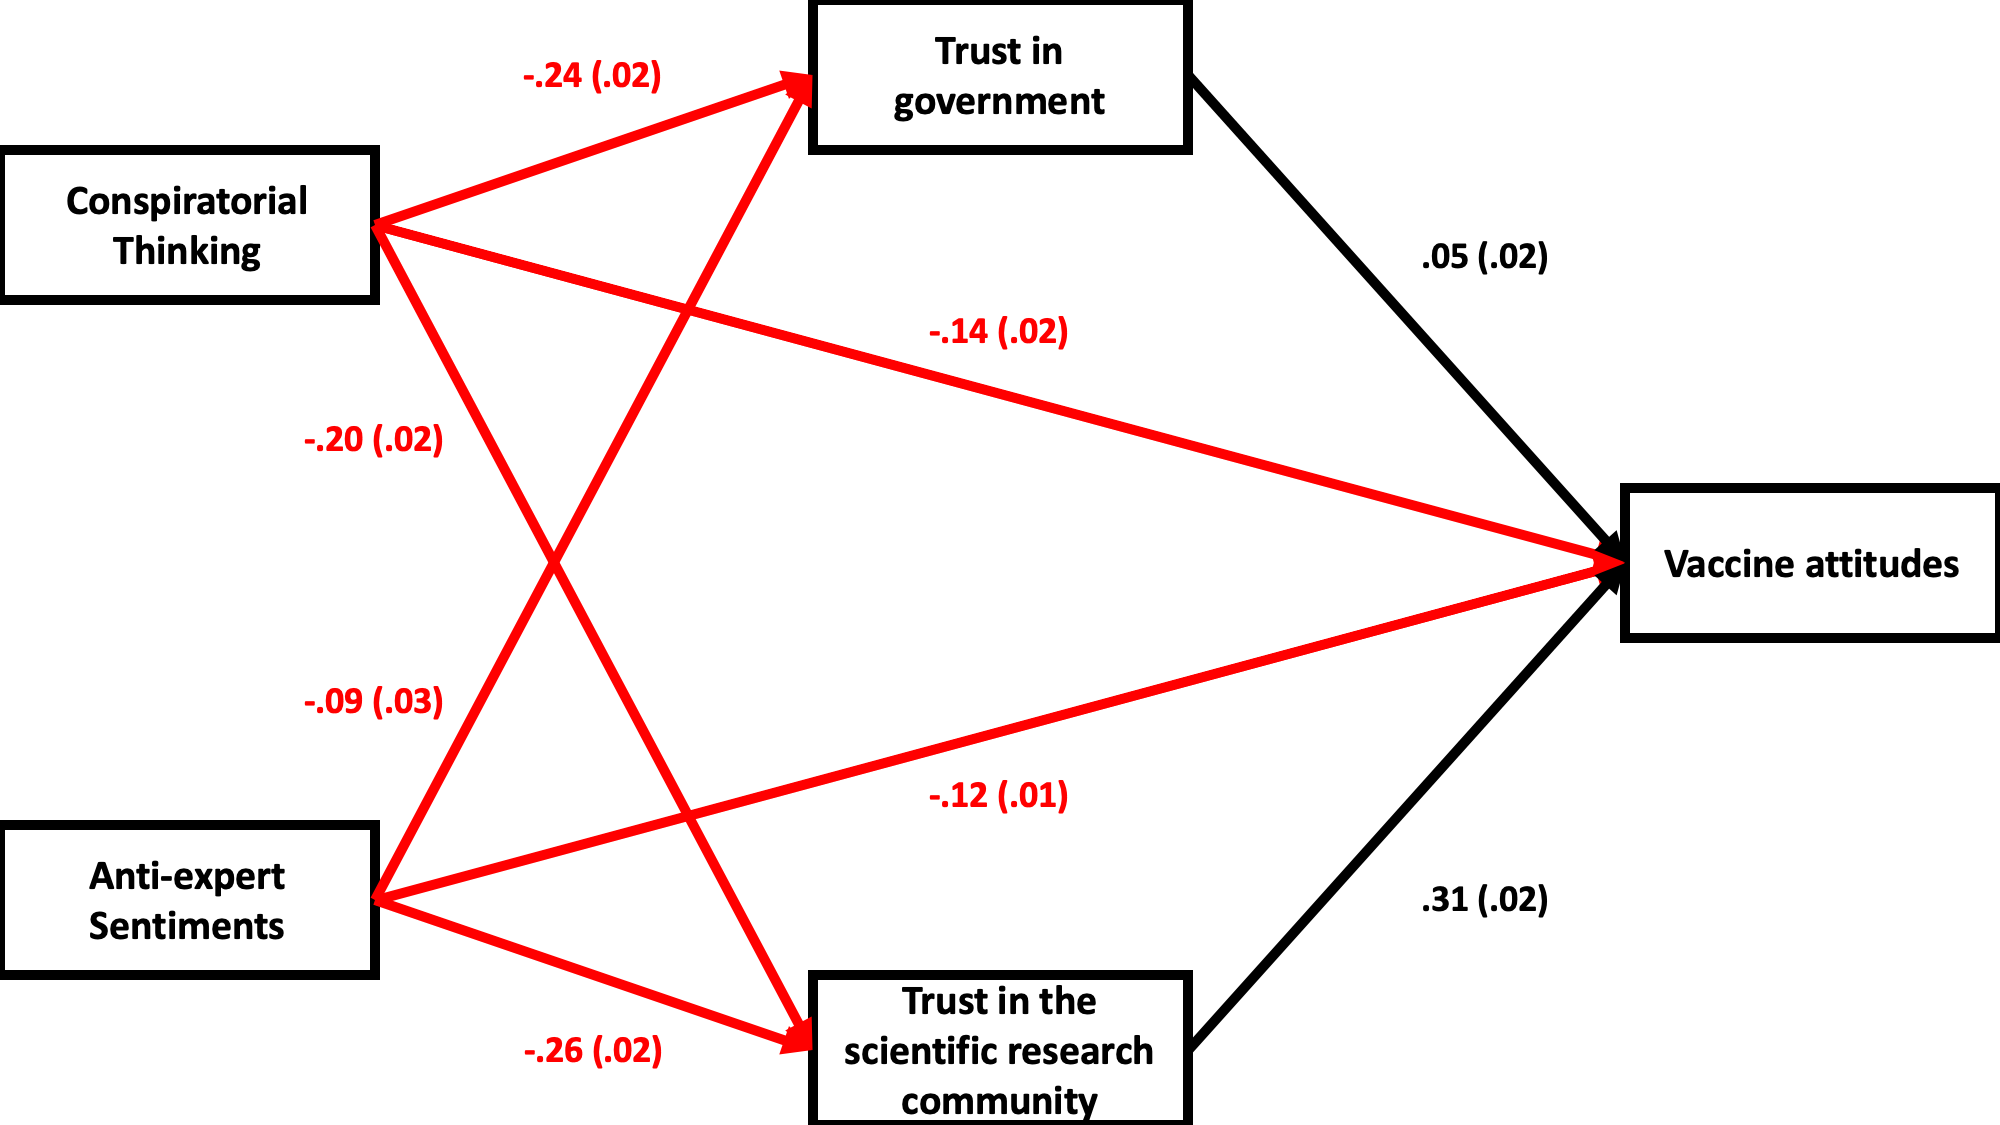 Trust in
government
-.24 (.02)
Conspiratorial
Thinking
.05 (.02)
-.14 (.02)
-.20 (.02)
Vaccine attitudes
-.09 (.03)
-.12 (.01)
Anti-expert
Sentiments
.31 (.02)
Trust in the
scientific research
community
-.26 (.02)